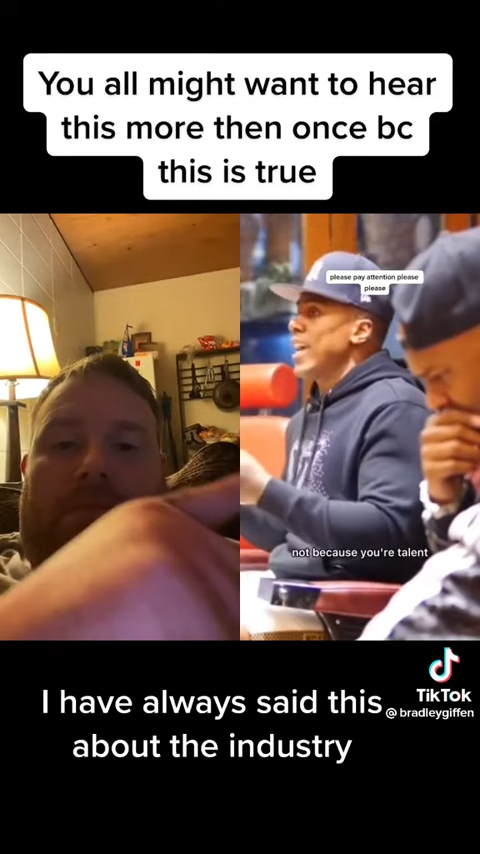 You all might want to hear
this more then once bc
this is true
please pay attention please
please
not because you're talent
I have always said this
about the industry
TikTok
@bradleygiffen